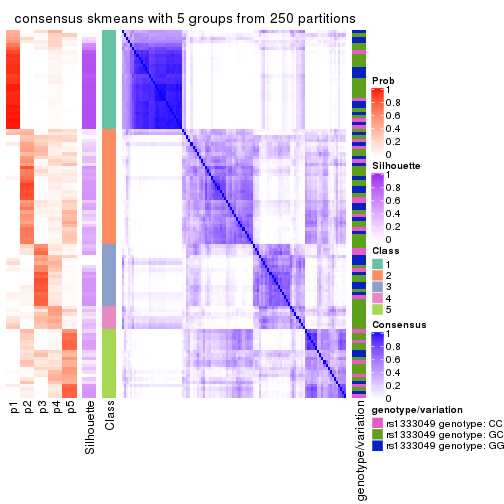 consensus skmeans with 5 groups from 250 partitions
Prob
1
0.8
0.6
0.4
0.2
0
Silhouette
1
0.8
0.6
0.4
0.2
0
Class
1
2
3
4
5
Consensus
1
0.8
0.6
0.4
0.2
0
genotype/variation
rs1333049 genotype: CC
rs1333049 genotype: GC
rs1333049 genotype: GG
p1
p2
p3
p4
p5
Silhouette
Class
genotype/variation